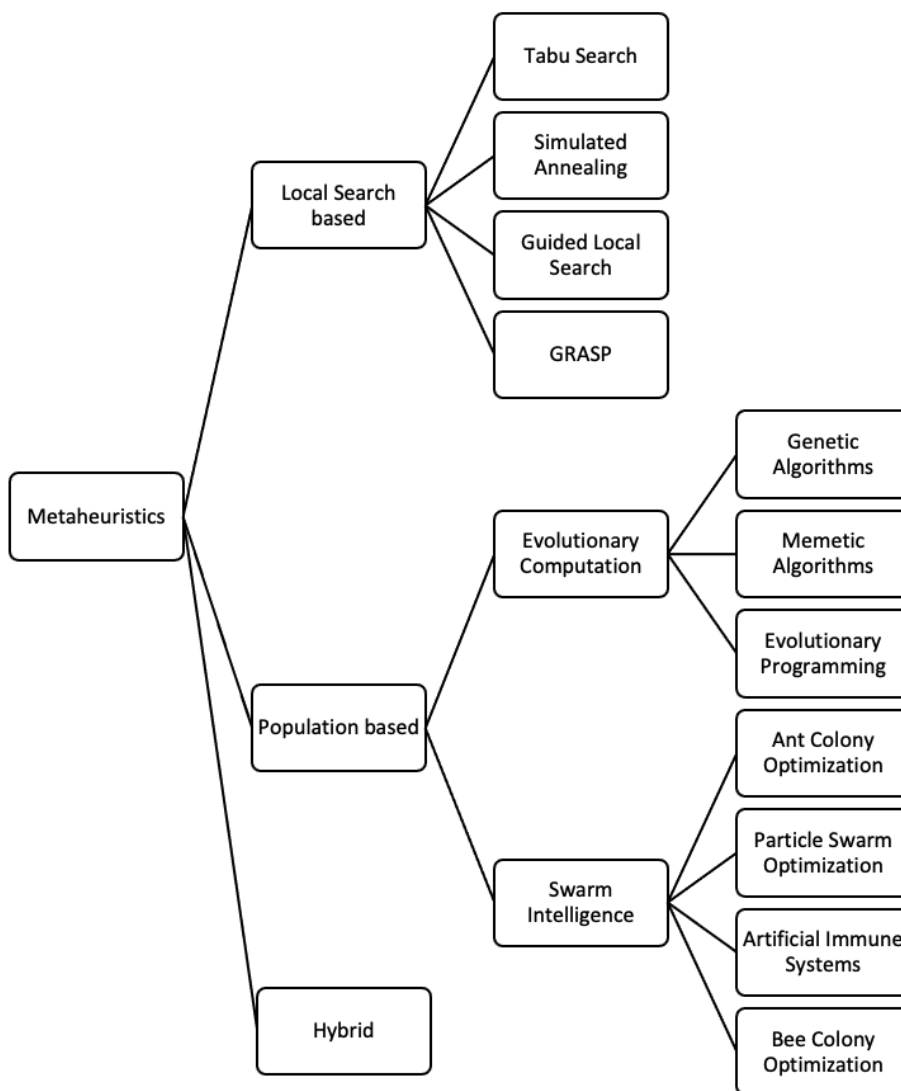 Tabu Search
Simulated
Annealing
Local Search
based
Guided Local
Search
GRASP
Genetic
Algorithms
Metaheuristics
Evolutionary
Computation
Memetic
Algorithms
Evolutionary
Programming
Population based
Ant Colony
Optimization
Particle Swarm
Optimization
Swarm
Intelligence
Artificial Immune
Systems
Hybrid
Bee Colony
Optimization